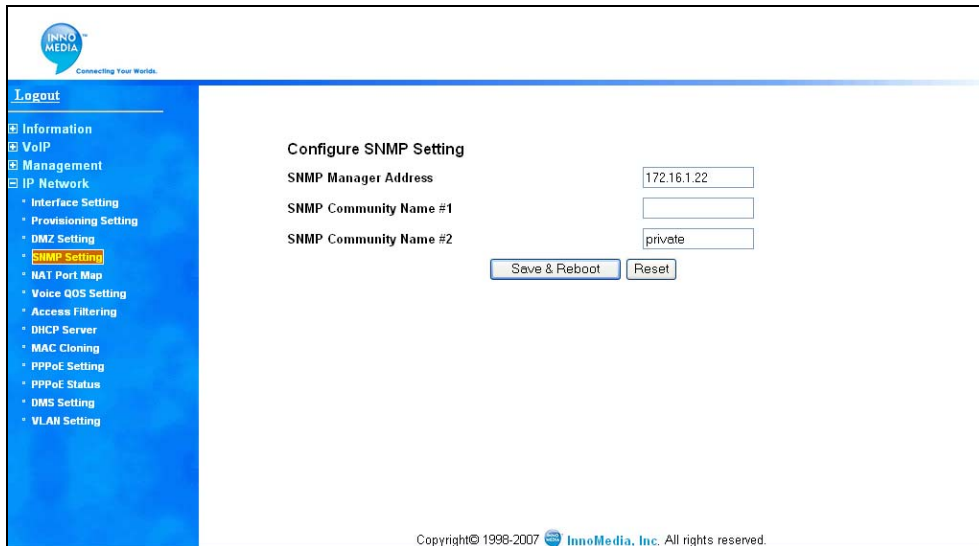 INNO
MEDIA
™
Connecting Your Worlds.
Logout
Information
VoIP
Management
IP Network
Interface Setting
Provisioning Setting
DMZ Setting
SNMP Setting
NAT Port Map
Voice QOS Setting
Access Filtering
DHCP Server
MAC Cloning
PPPoE Setting
PPPoE Status
DMS Setting
VLAN Setting
Configure SNMP Setting
SNMP Manager Address 172.16.1.22
SNMP Community Name #1
SNMP Community Name #2 private
Save & Reboot Reset
Copyright© 1998-2007 INNO MEDIA InnoMedia, Inc. All rights reserved.